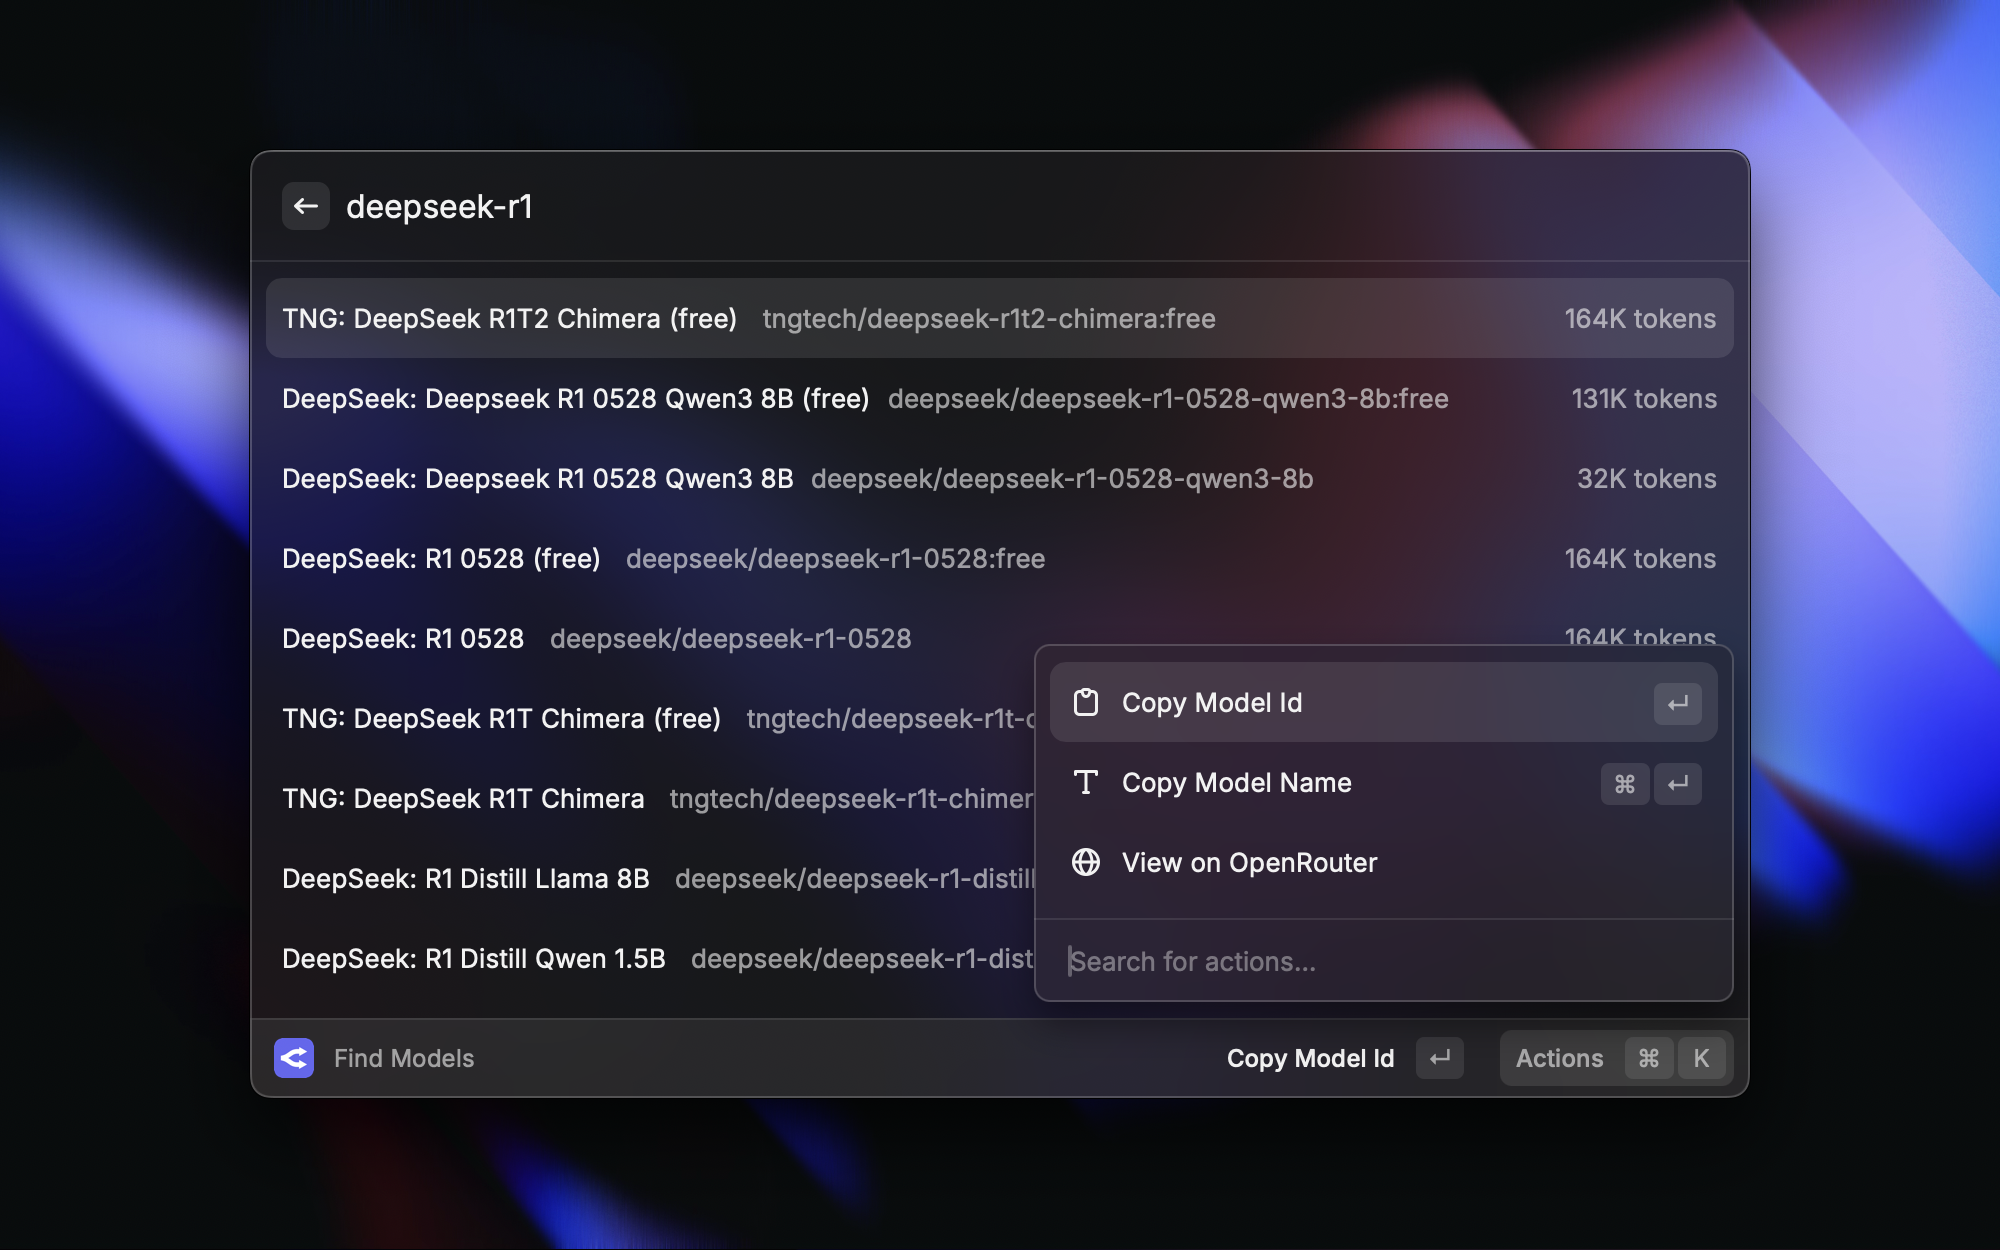 deepseek-r1
TNG: DeepSeek R1T2 Chimera (free) tngtech/deepseek-r1t2-chimera:free 164K tokens
DeepSeek: Deepseek R1 0528 Qwen3 8B (free) deepseek/deepseek-r1-0528-qwen3-8b:free 131K tokens
DeepSeek: Deepseek R1 0528 Qwen3 8B deepseek/deepseek-r1-0528-qwen3-8b 32K tokens
DeepSeek: R1 0528 (free) deepseek/deepseek-r1-0528:free 164K tokens
DeepSeek: R1 0528 deepseek/deepseek-r1-0528 164K tokens
TNG: DeepSeek R1T Chimera (free) tngtech/deepseek-r1t-c
TNG: DeepSeek R1T Chimera tngtech/deepseek-r1t-chimer
DeepSeek: R1 Distill Llama 8B deepseek/deepseek-r1-distill
DeepSeek: R1 Distill Qwen 1.5B deepseek/deepseek-r1-dist
Copy Model Id ↵
Copy Model Name ⌘ ↵
View on OpenRouter
Search for actions...
Find Models Copy Model Id ↵ Actions ⌘ K